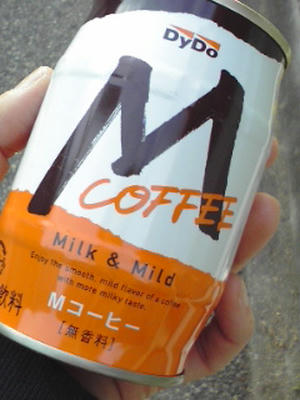 DyDo
M
COFFEE
Milk & Mild
Enjoy the smooth, mild flavor of a coffee
with more milky taste.
Mコーヒー
[無香料]
飲料